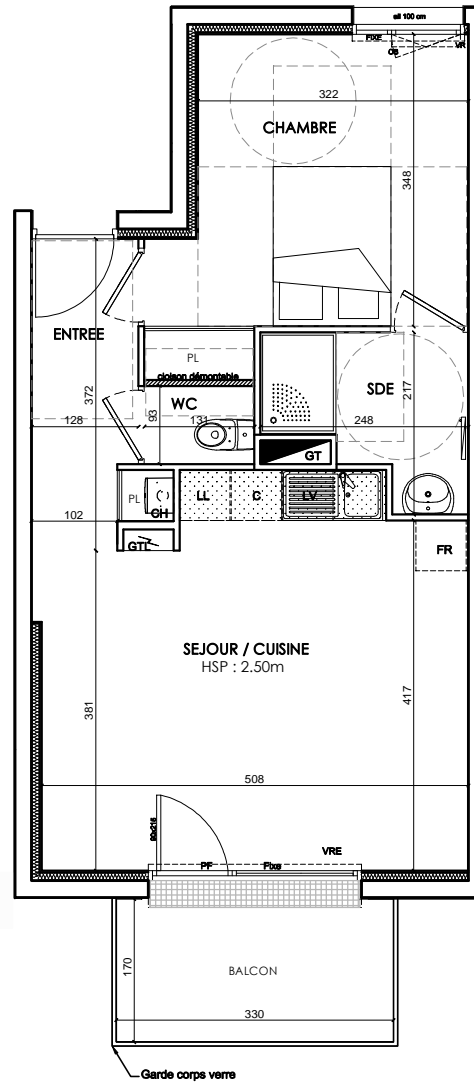 all 100 cm
FIXE
OB
VR
322
CHAMBRE
348
ENTREE
PL
cloison démontable
372
WC
93
SDE
217
128
131
248
GT
PL
CH
LL
C
LV
102
GTL
FR
SEJOUR / CUISINE
HSP : 2.50m
381
417
508
90x216
VRE
PF
Fixe
170
BALCON
330
Garde corps verre